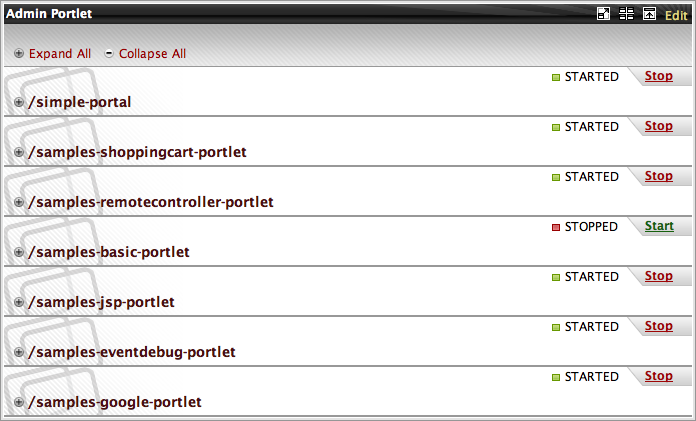 Admin Portlet Edit
Expand All Collapse All
STARTED Stop
/simple-portal
STARTED Stop
/samples-shoppingcart-portlet
STARTED Stop
/samples-remotecontroller-portlet
STOPPED Start
/samples-basic-portlet
STARTED Stop
/samples-jsp-portlet
STARTED Stop
/samples-eventdebug-portlet
STARTED Stop
/samples-google-portlet